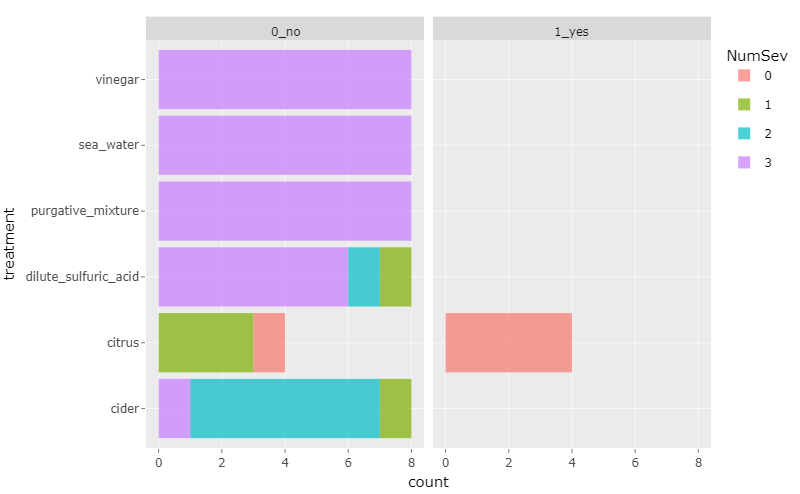 0_no 1_yes
NumSev
0
1
2
3
treatment
vinegar
sea_water
purgative_mixture
dilute_sulfuric_acid
citrus
cider
0 2 4 6 8 0 2 4 6 8
count